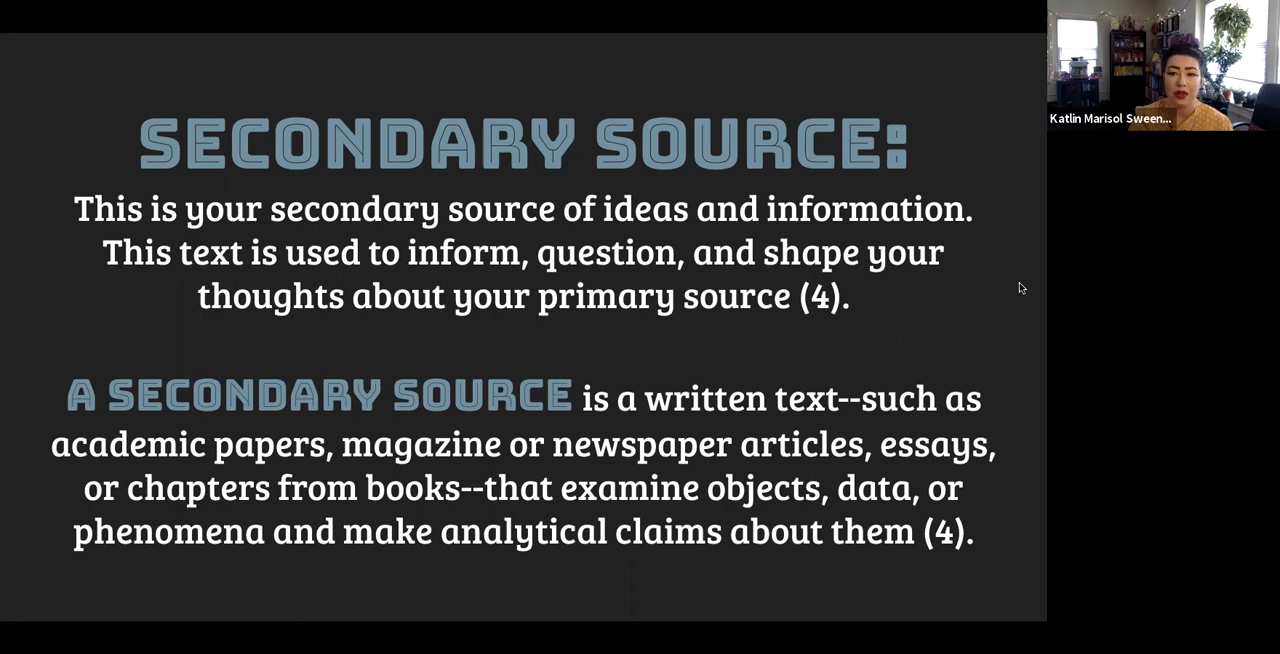 SECONDARY SOURCE:
This is your secondary source of ideas and information.
This text is used to inform, question, and shape your
thoughts about your primary source (4).
A SECONDARY SOURCE is a written text--such as
academic papers, magazine or newspaper articles, essays,
or chapters from books--that examine objects, data, or
phenomena and make analytical claims about them (4).
Katlin Marisol Sween...